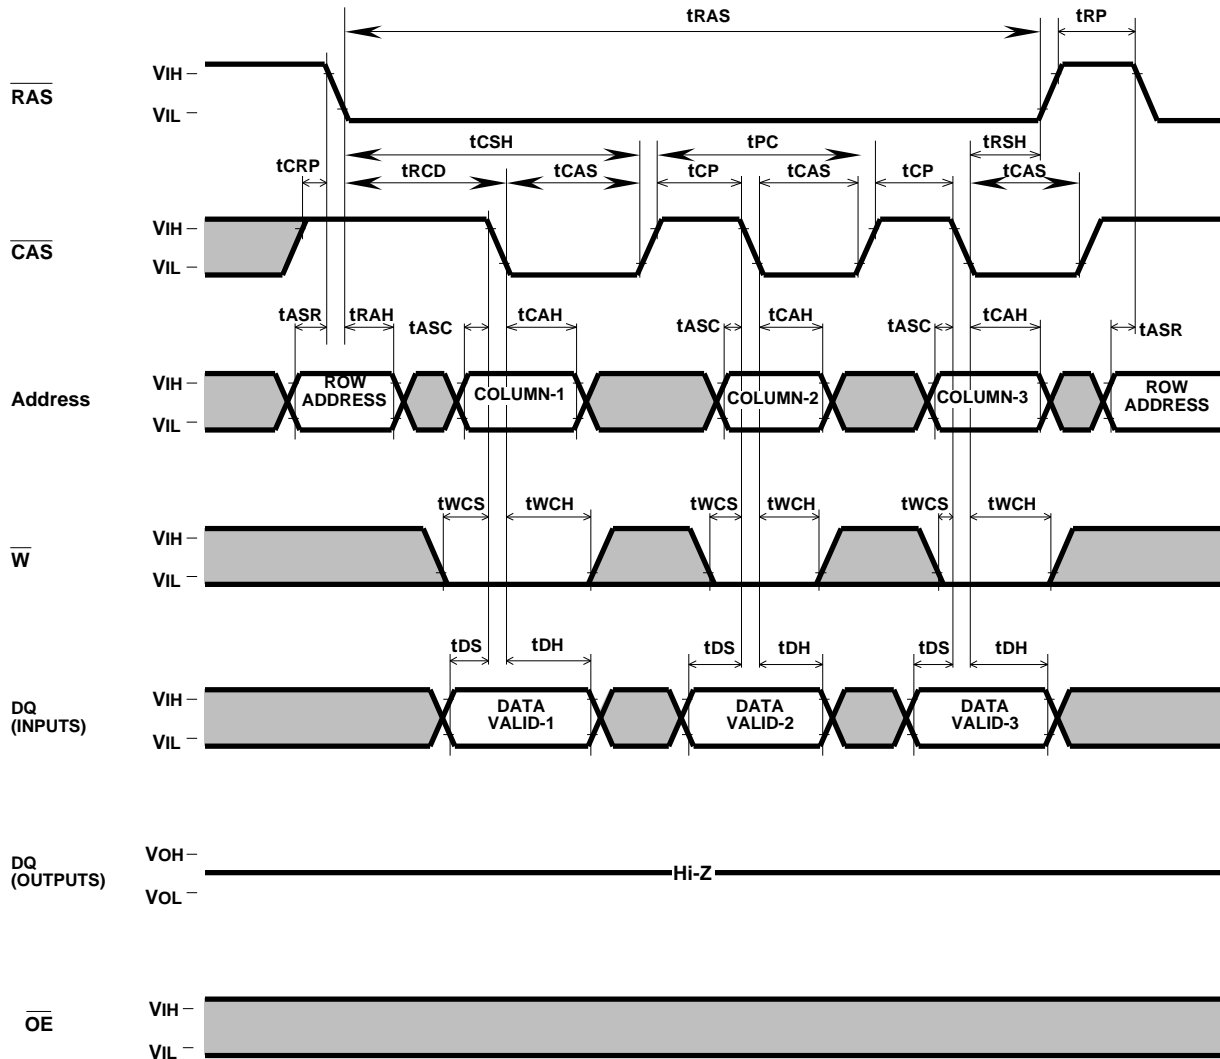 tRAS
tRP
RAS
VIH
VIL
tCSH
tPC
tRSH
tCRP
tRCD
tCAS
tCP
tCAS
tCP
tCAS
CAS
VIH
VIL
tASR
tRAH
tASC
tCAH
tASC
tCAH
tASC
tCAH
tASR
Address
VIH
VIL
ROW
ADDRESS
COLUMN-1
COLUMN-2
COLUMN-3
ROW
ADDRESS
tWCS
tWCH
tWCS
tWCH
tWCS
tWCH
W
VIH
VIL
tDS
tDH
tDS
tDH
tDS
tDH
DQ
(INPUTS)
VIH
VIL
DATA
VALID-1
DATA
VALID-2
DATA
VALID-3
DQ
(OUTPUTS)
VOH
VOL
Hi-Z
OE
VIH
VIL